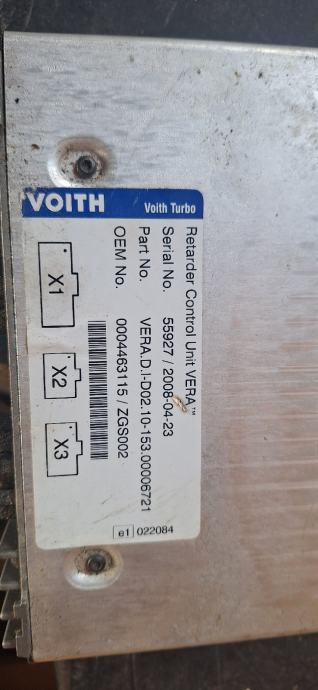 VOITH
Voith Turbo
Retarder Control Unit VERA™
Serial No. 55927 / 2008-04-23
Part No. VERA.D.I-D02.10-153.00006721
OEM No. 0004463115 / ZGS002
X1 X2 X3
e1 022084